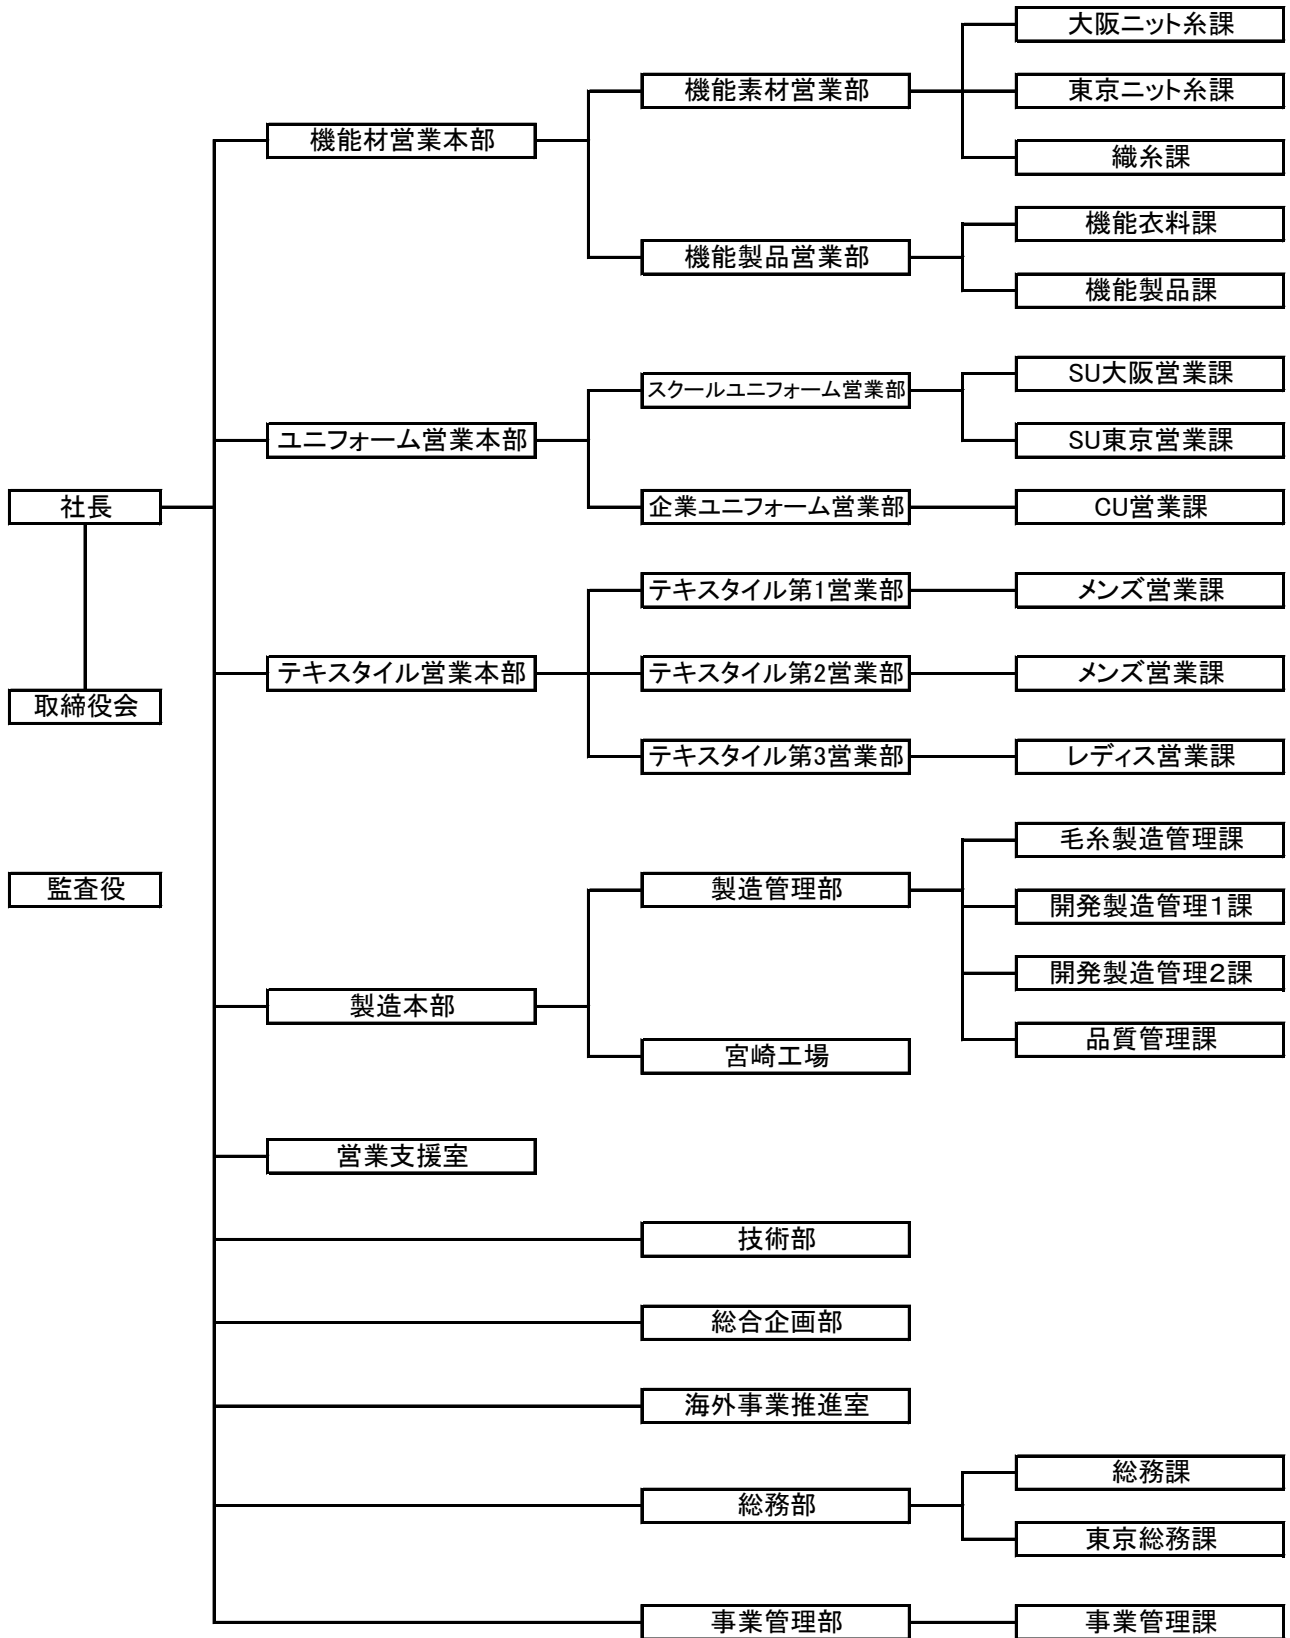 社長
取締役会
監査役
機能材営業本部
機能素材営業部
大阪ニット糸課
東京ニット糸課
織糸課
機能製品営業部
機能衣料課
機能製品課
ユニフォーム営業本部
スクールユニフォーム営業部
SU大阪営業課
SU東京営業課
企業ユニフォーム営業部
CU営業課
テキスタイル営業本部
テキスタイル第1営業部
メンズ営業課
テキスタイル第2営業部
メンズ営業課
テキスタイル第3営業部
レディス営業課
製造本部
製造管理部
毛糸製造管理課
開発製造管理1課
開発製造管理2課
品質管理課
宮崎工場
営業支援室
技術部
総合企画部
海外事業推進室
総務部
総務課
東京総務課
事業管理部
事業管理課